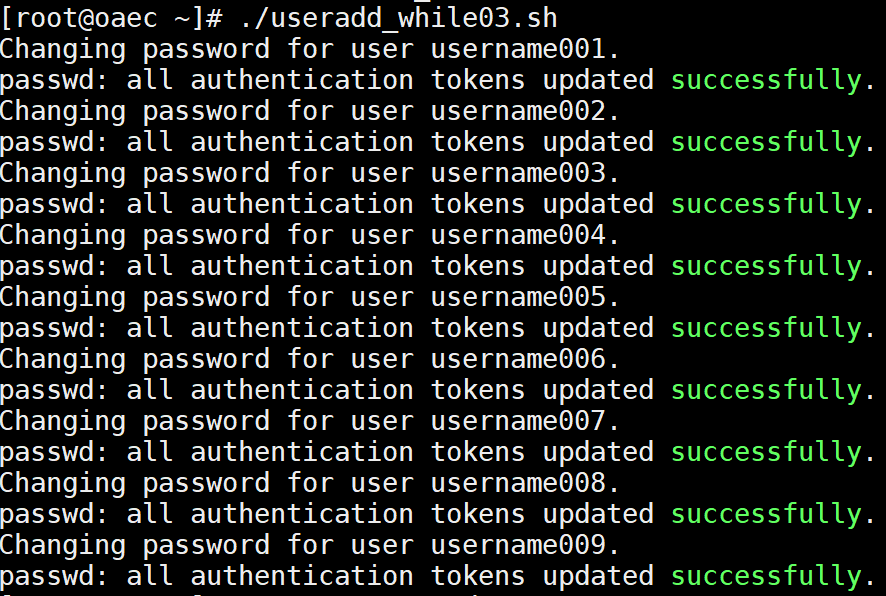 [root@oaec ~]# ./useradd_while03.sh
Changing password for user username001.
passwd: all authentication tokens updated successfully.
Changing password for user username002.
passwd: all authentication tokens updated successfully.
Changing password for user username003.
passwd: all authentication tokens updated successfully.
Changing password for user username004.
passwd: all authentication tokens updated successfully.
Changing password for user username005.
passwd: all authentication tokens updated successfully.
Changing password for user username006.
passwd: all authentication tokens updated successfully.
Changing password for user username007.
passwd: all authentication tokens updated successfully.
Changing password for user username008.
passwd: all authentication tokens updated successfully.
Changing password for user username009.
passwd: all authentication tokens updated successfully.